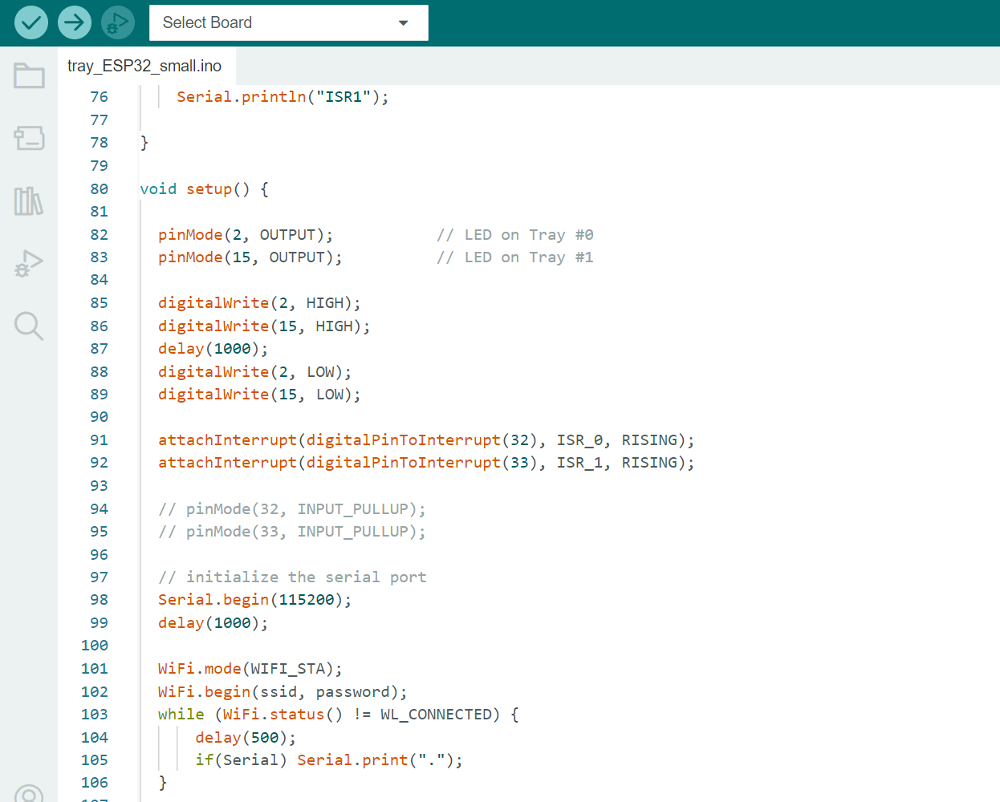 Select Board
tray_ESP32_small.ino
76 Serial.println("ISR1");
77
78 }
79
80 void setup() {
81
82 pinMode(2, OUTPUT); // LED on Tray #0
83 pinMode(15, OUTPUT); // LED on Tray #1
84
85 digitalWrite(2, HIGH);
86 digitalWrite(15, HIGH);
87 delay(1000);
88 digitalWrite(2, LOW);
89 digitalWrite(15, LOW);
90
91 attachInterrupt(digitalPinToInterrupt(32), ISR_0, RISING);
92 attachInterrupt(digitalPinToInterrupt(33), ISR_1, RISING);
93
94 // pinMode(32, INPUT_PULLUP);
95 // pinMode(33, INPUT_PULLUP);
96
97 // initialize the serial port
98 Serial.begin(115200);
99 delay(1000);
100
101 WiFi.mode(WIFI_STA);
102 WiFi.begin(ssid, password);
103 while (WiFi.status() != WL_CONNECTED) {
104 delay(500);
105 if(Serial) Serial.print(".");
106 }